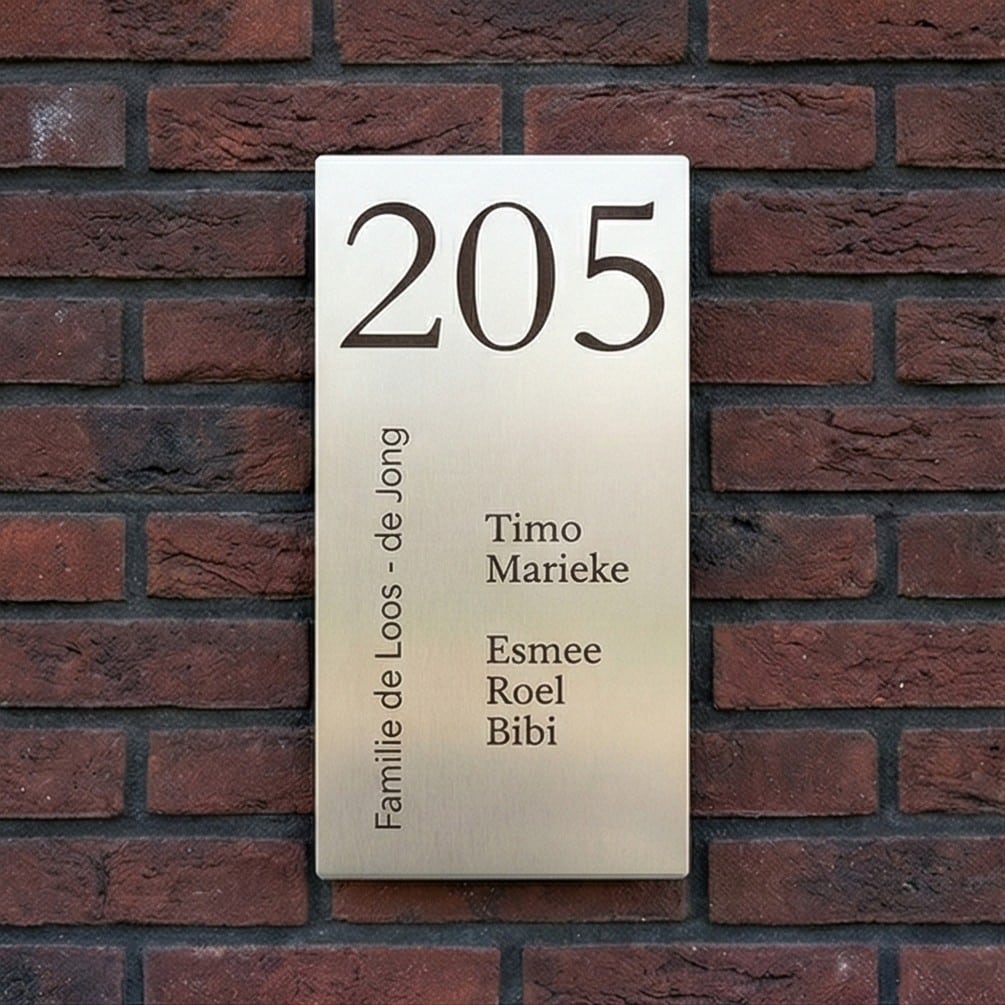 205
Familie de Loos - de Jong
Timo
Marieke
Esmee
Roel
Bibi